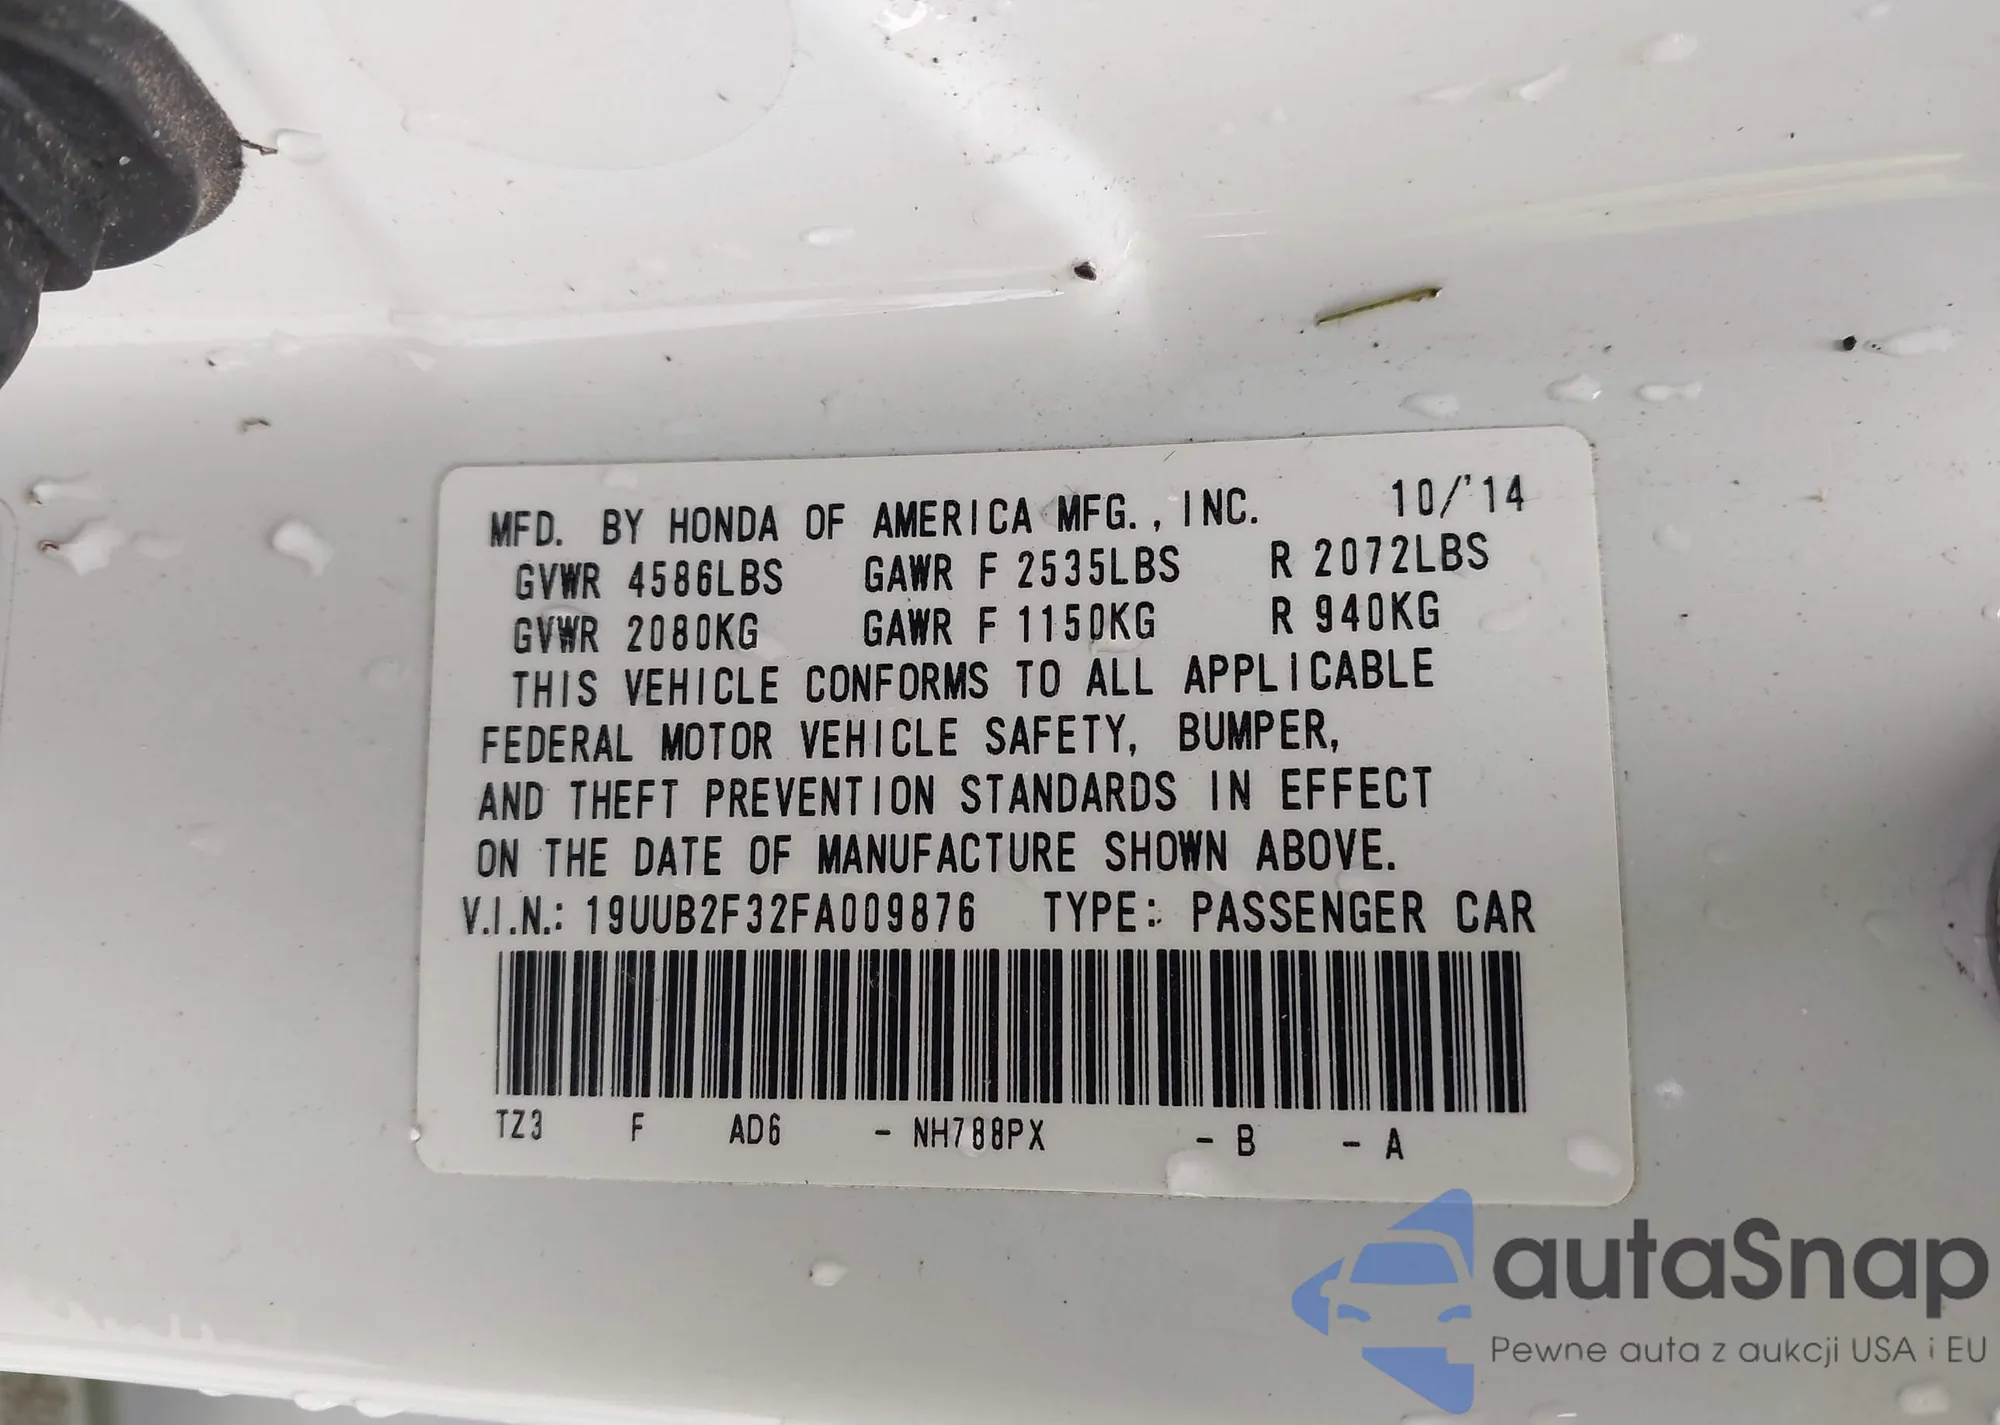 MFD. BY HONDA OF AMERICA MFG., INC. 10/'14
GVWR 4586LBS GAWR F 2535LBS R 2072LBS
GVWR 2080KG GAWR F 1150KG R 940KG
THIS VEHICLE CONFORMS TO ALL APPLICABLE
FEDERAL MOTOR VEHICLE SAFETY, BUMPER,
AND THEFT PREVENTION STANDARDS IN EFFECT
ON THE DATE OF MANUFACTURE SHOWN ABOVE.
V.I.N.: 19UUB2F32FA009876 TYPE: PASSENGER CAR
TZ3 F AD6 - NH788PX - B - A
autaSnap
Pewne auta z aukcji USA i EU